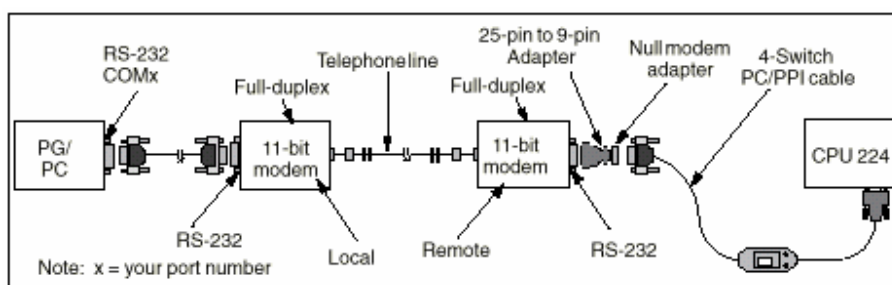 RS-232
COMx
Full-duplex
Telephoneline
25-pin to 9-pin
Adapter
Full-duplex
Null modem
adapter
4-Switch
PC/PPI cable
PG/
PC
11-bit
modem
11-bit
modem
CPU 224
RS-232
Local
Remote
RS-232
Note: x = your port number